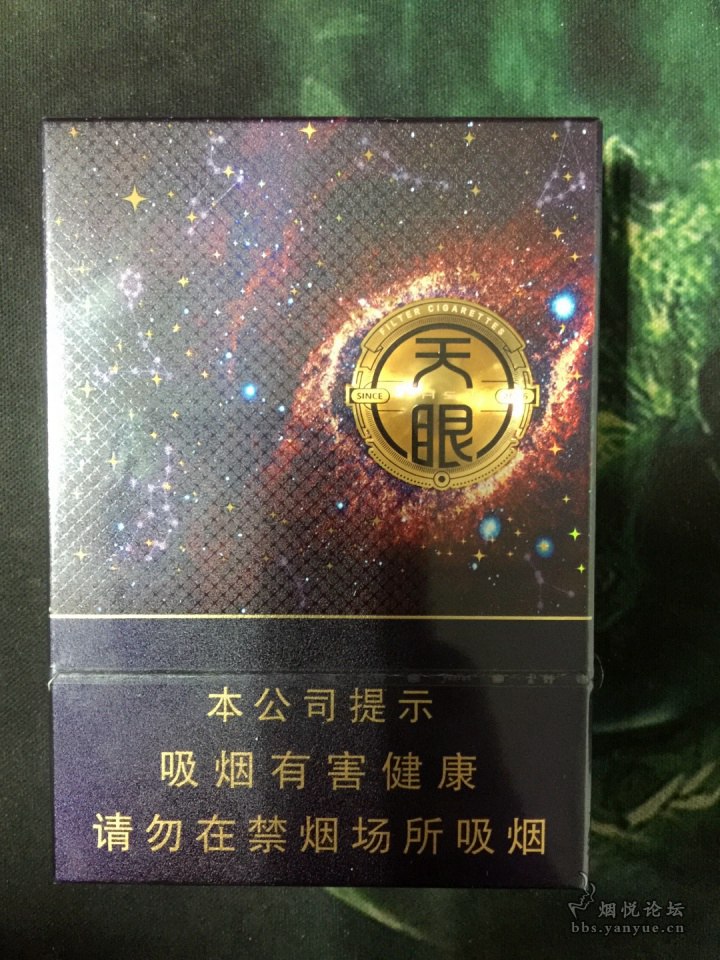 FILTER CIGARETTES
天眼
SINCE
本公司提示
吸烟有害健康
请勿在禁烟场所吸烟
烟悦论坛
bbs.yanyue.cn